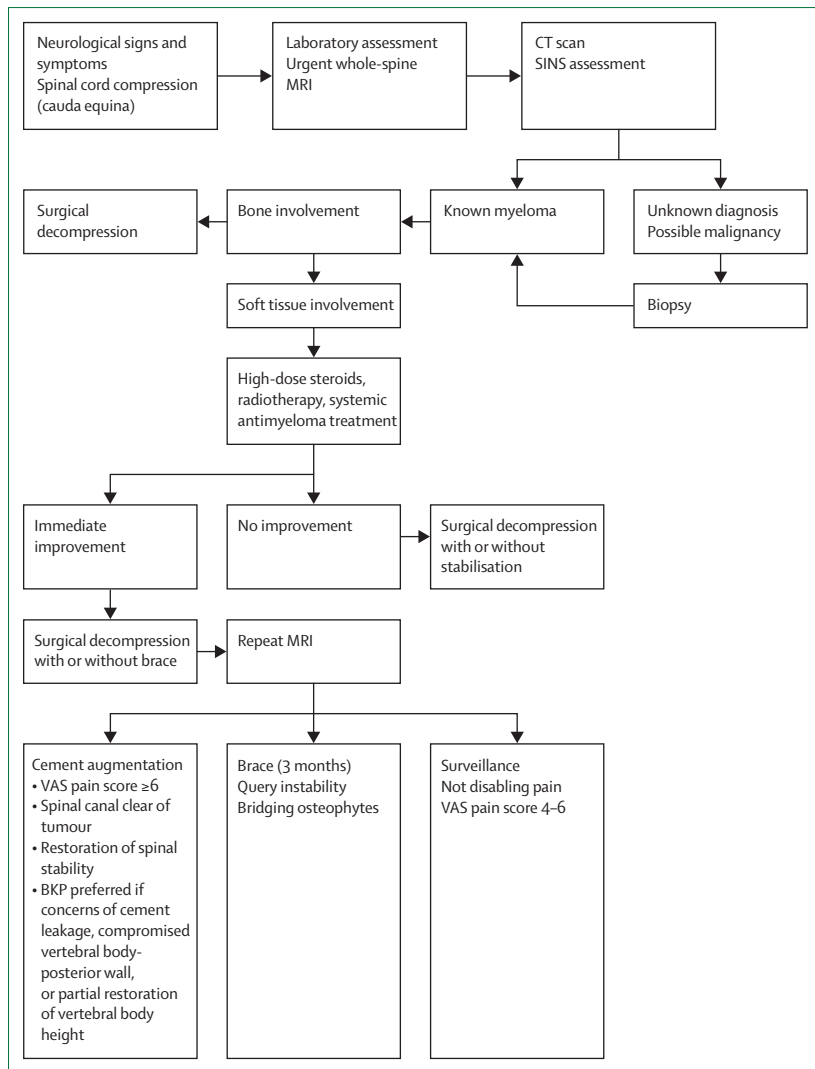 Neurological signs and
symptoms
Spinal cord compression
(cauda equina)
Laboratory assessment
Urgent whole-spine
MRI
CT scan
SINS assessment
Surgical
decompression
Bone involvement
Known myeloma
Unknown diagnosis
Possible malignancy
Soft tissue involvement
Biopsy
High-dose steroids,
radiotherapy, systemic
antimyeloma treatment
Immediate
improvement
No improvement
Surgical decompression
with or without
stabilisation
Surgical decompression
with or without brace
Repeat MRI
Cement augmentation
• VAS pain score ≥6
• Spinal canal clear of
tumour
• Restoration of spinal
stability
• BKP preferred if
concerns of cement
leakage, compromised
vertebral body-
posterior wall,
or partial restoration
of vertebral body
height
Brace (3 months)
Query instability
Bridging osteophytes
Surveillance
Not disabling pain
VAS pain score 4–6